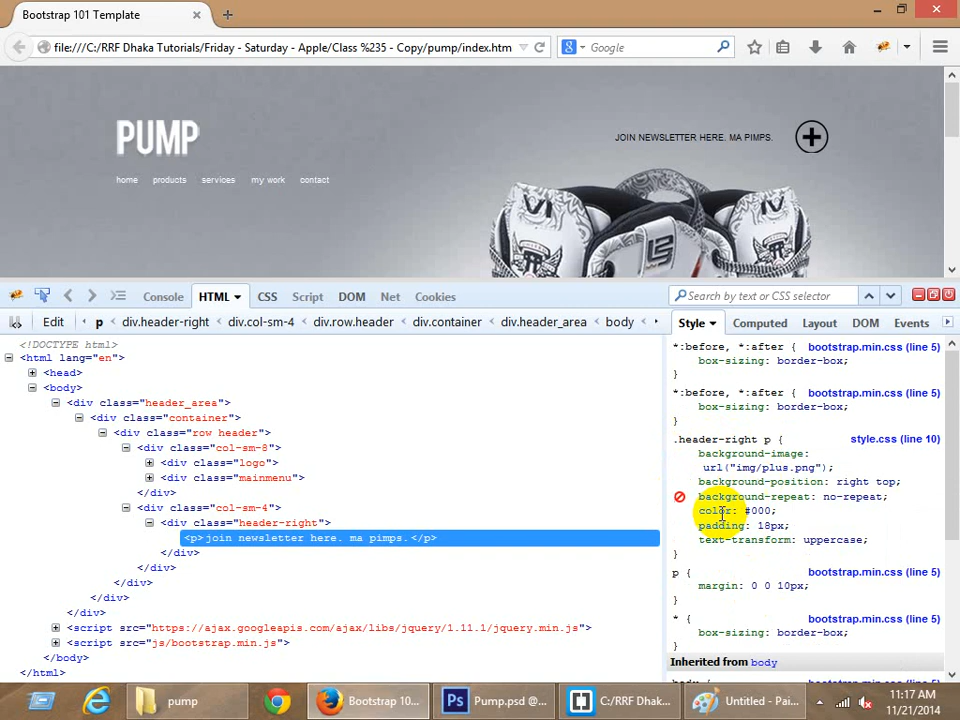 Bootstrap 101 Template
file:///C:/RRF Dhaka Tutorials/Friday - Saturday - Apple/Class %235 - Copy/pump/index.htm
Google
PUMP
JOIN NEWSLETTER HERE. MA PIMPS.
home products services my work contact
Console HTML CSS Script DOM Net Cookies
Search by text or CSS selector
Edit p < div.header-right < div.col-sm-4 < div.row.header < div.container < div.header_area < body
Style Computed Layout DOM Events
<!DOCTYPE html>
<html lang="en">
<head>
<body>
<div class="header_area">
<div class="container">
<div class="row header">
<div class="col-sm-8">
<div class="logo">
<div class="mainmenu">
</div>
<div class="col-sm-4">
<div class="header-right">
<p>join newsletter here. ma pimps.</p>
</div>
</div>
</div>
</div>
</div>
<script src="https://ajax.googleapis.com/ajax/libs/jquery/1.11.1/jquery.min.js">
<script src="js/bootstrap.min.js">
</body>
</html>
*:before, *:after { bootstrap.min.css (line 5)
box-sizing: border-box;
}
*:before, *:after { bootstrap.min.css (line 5)
box-sizing: border-box;
}
.header-right p { style.css (line 10)
background-image:
url("img/plus.png");
background-position: right top;
background-repeat: no-repeat;
color: #000;
padding: 18px;
text-transform: uppercase;
}
p { bootstrap.min.css (line 5)
margin: 0 0 10px;
}
* { bootstrap.min.css (line 5)
box-sizing: border-box;
}
Inherited from body
pump
Bootstrap 10...
Pump.psd @...
C:/RRF Dhak...
Untitled - Pai...
11:17 AM
11/21/2014